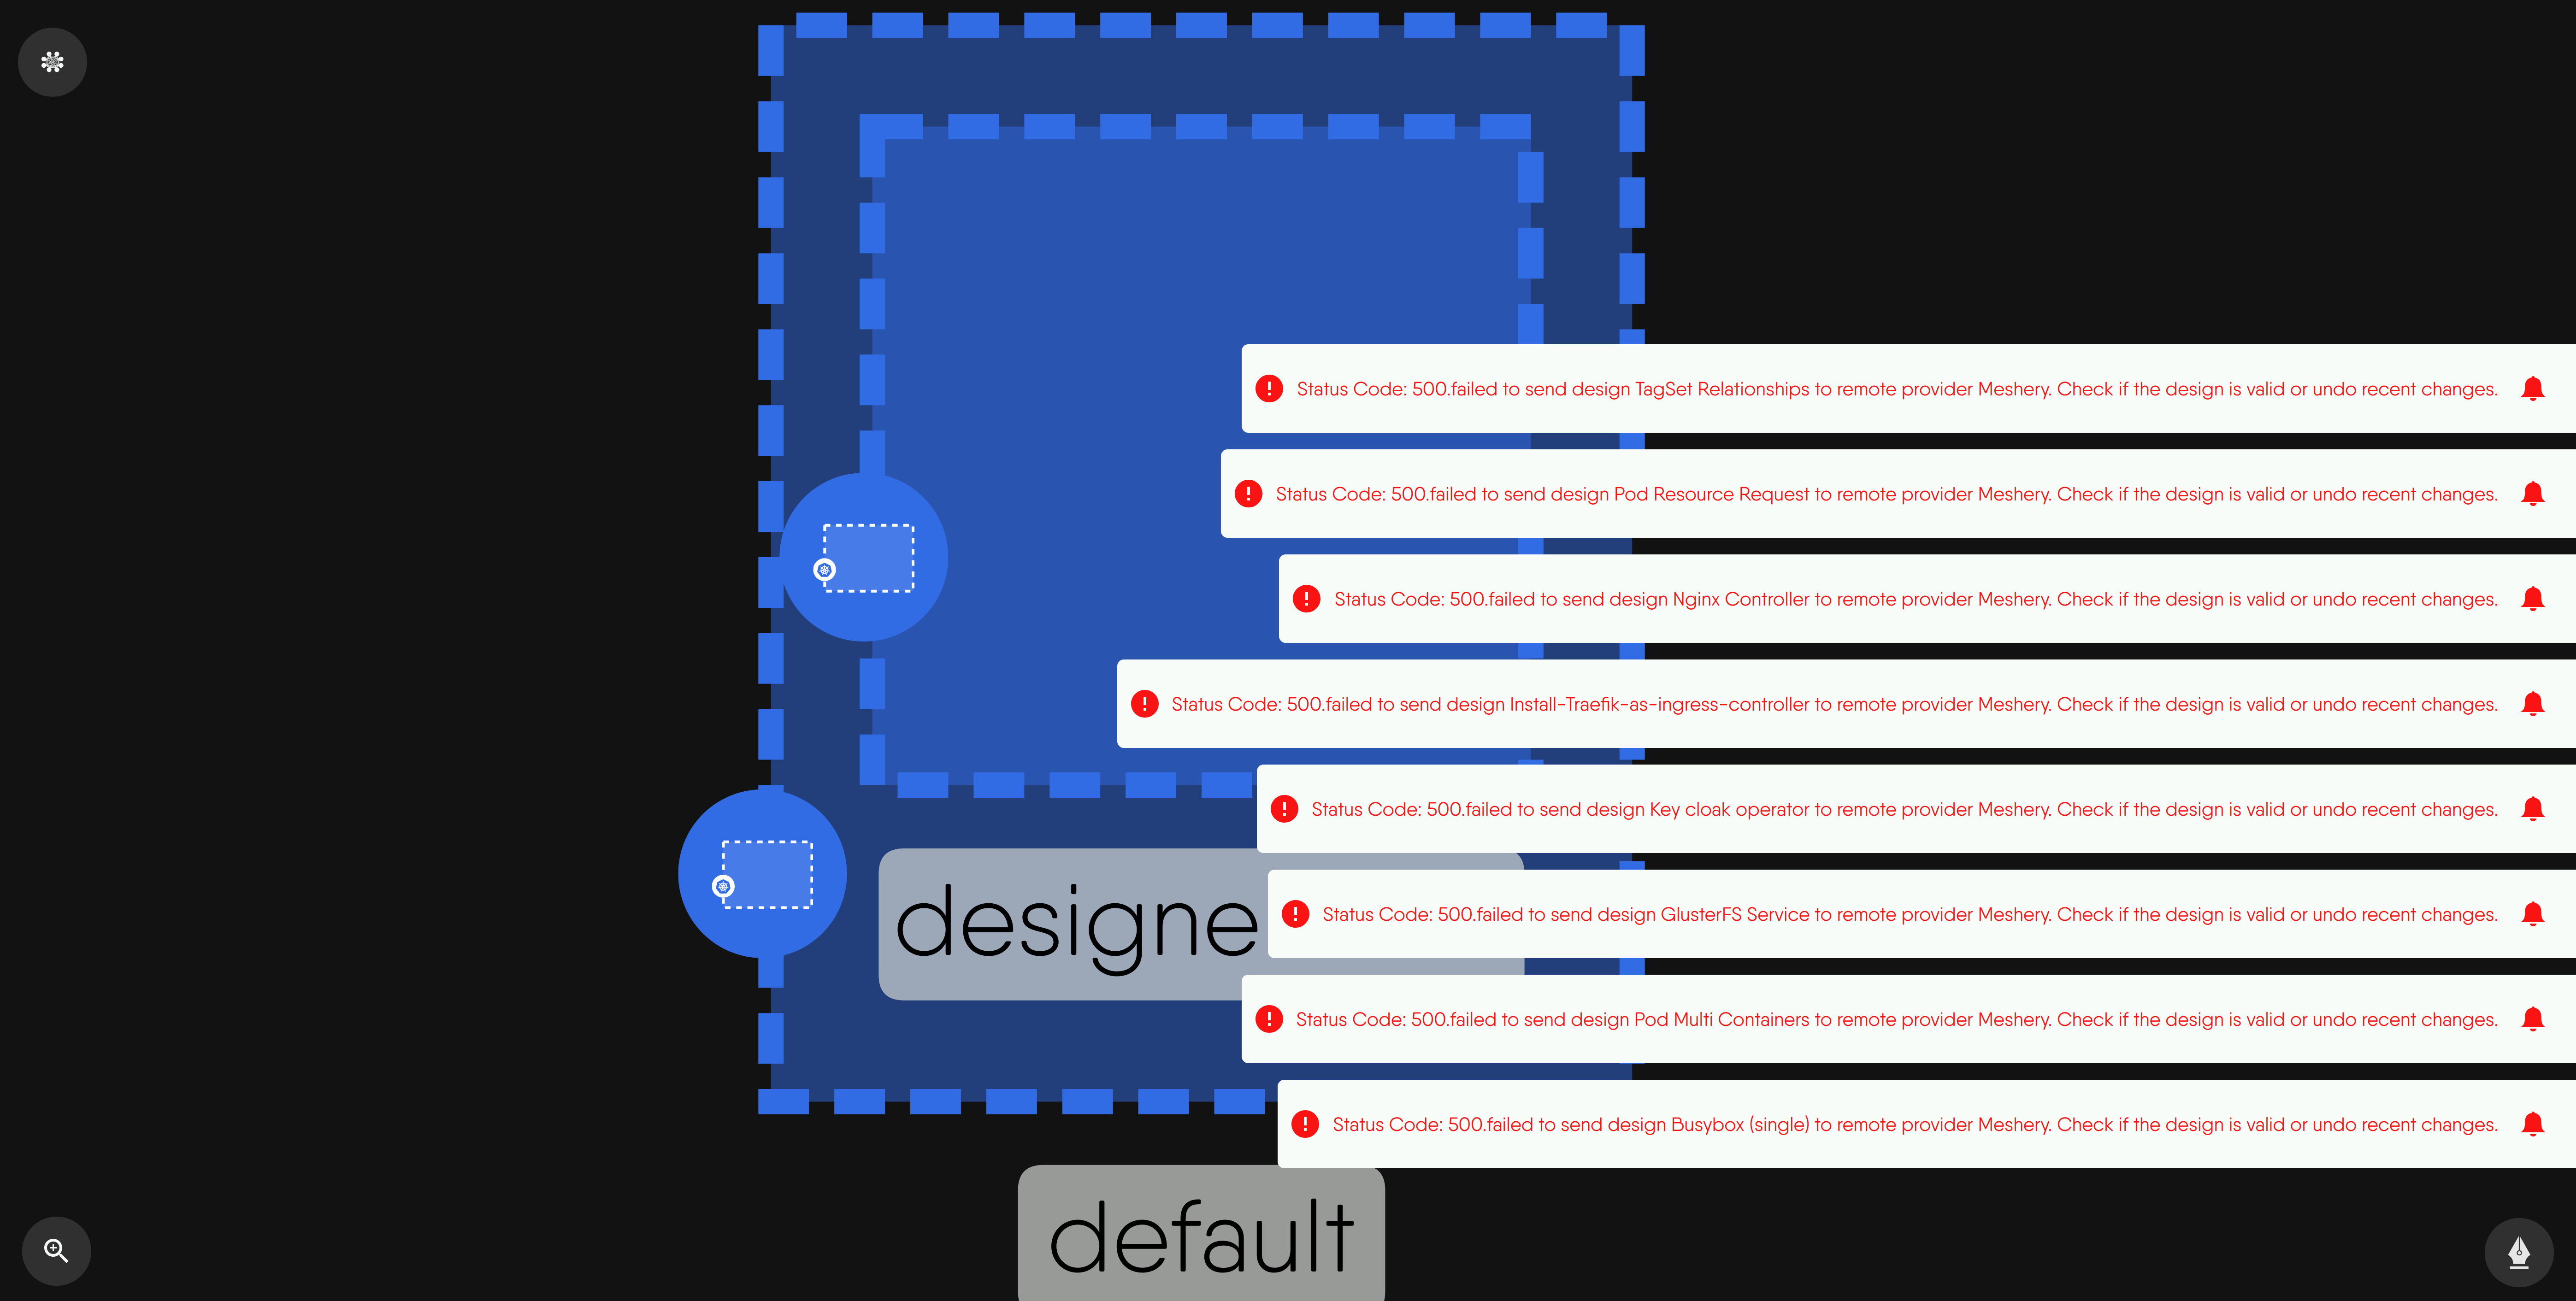 Status Code: 500.failed to send design TagSet Relationships to remote provider Meshery. Check if the design is valid or undo recent changes.
Status Code: 500.failed to send design Pod Resource Request to remote provider Meshery. Check if the design is valid or undo recent changes.
Status Code: 500.failed to send design Nginx Controller to remote provider Meshery. Check if the design is valid or undo recent changes.
Status Code: 500.failed to send design Install-Traefik-as-ingress-controller to remote provider Meshery. Check if the design is valid or undo recent changes.
Status Code: 500.failed to send design Key cloak operator to remote provider Meshery. Check if the design is valid or undo recent changes.
Status Code: 500.failed to send design GlusterFS Service to remote provider Meshery. Check if the design is valid or undo recent changes.
designe
Status Code: 500.failed to send design Pod Multi Containers to remote provider Meshery. Check if the design is valid or undo recent changes.
Status Code: 500.failed to send design Busybox (single) to remote provider Meshery. Check if the design is valid or undo recent changes.
default